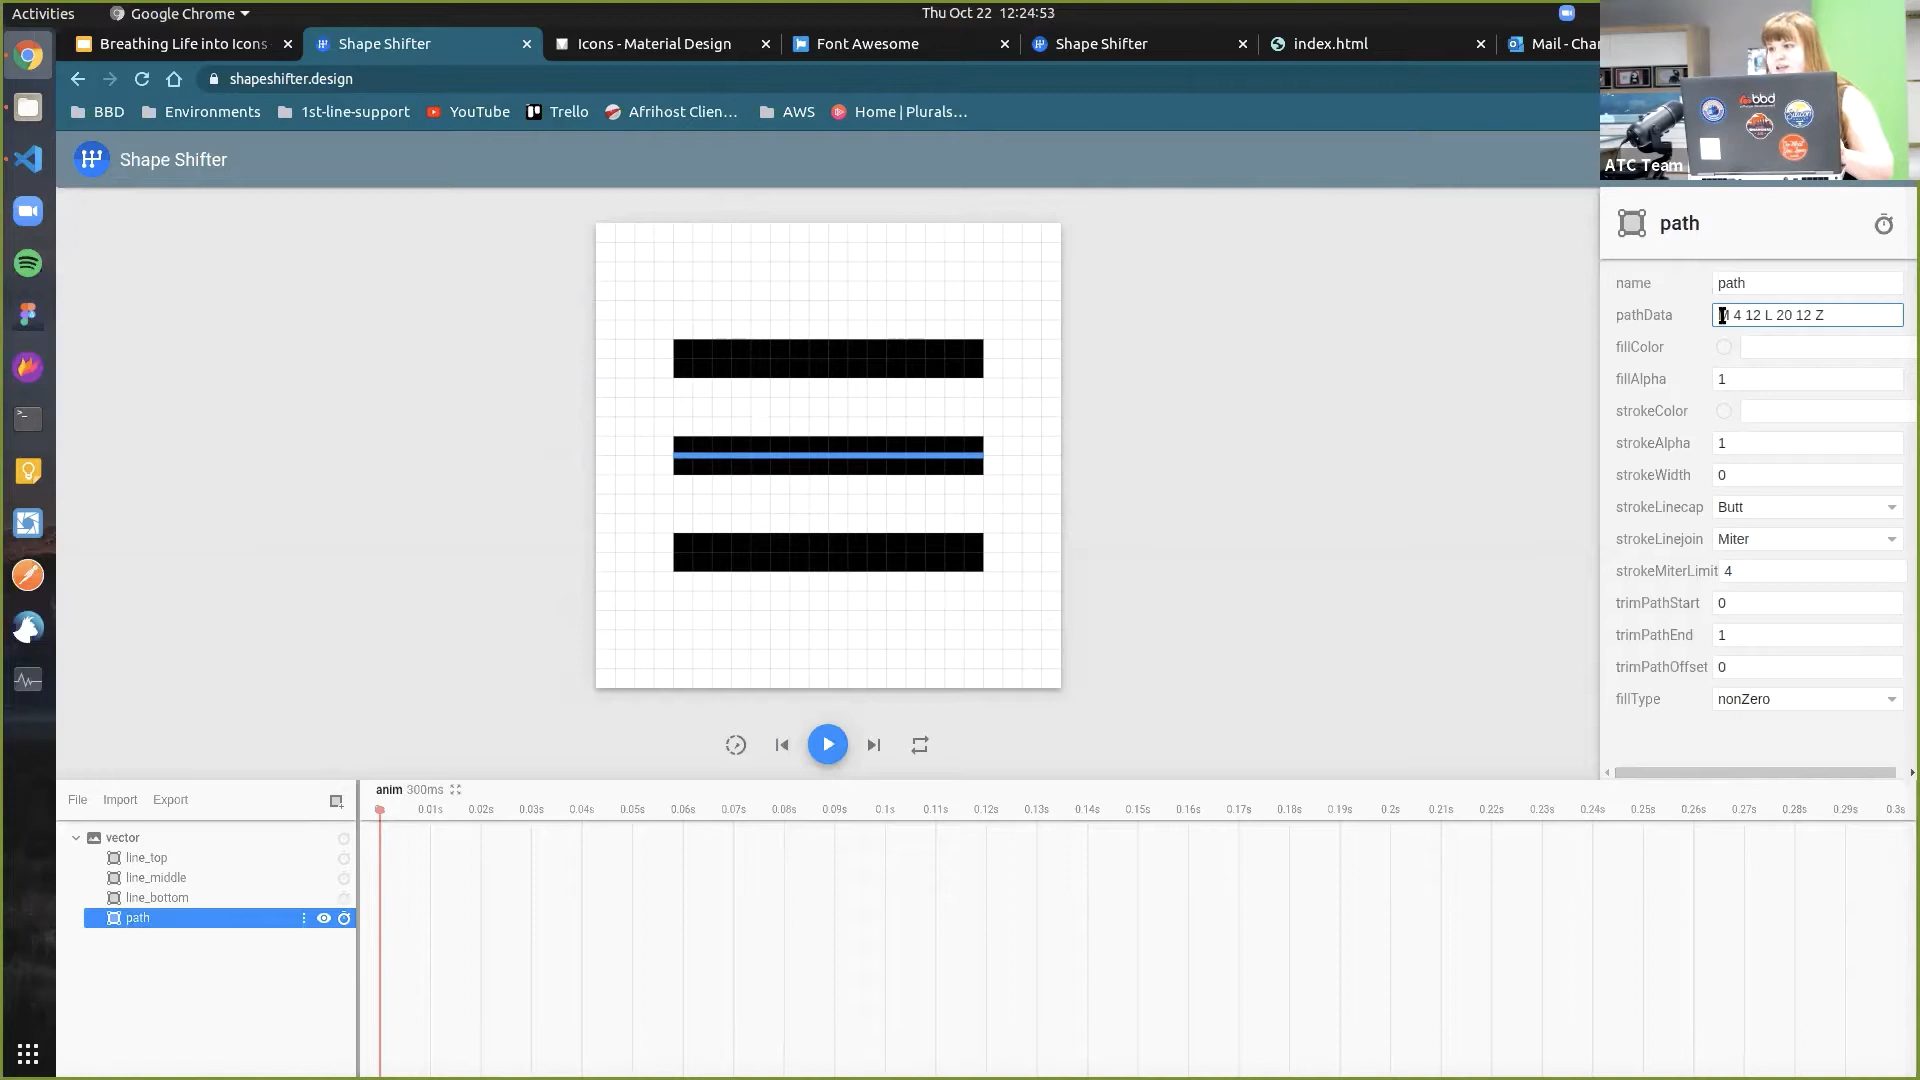 Activities
Google Chrome
Thu Oct 22 12:24:53
Breathing Life into Icons
Shape Shifter
Icons - Material Design
Font Awesome
Shape Shifter
index.html
Mail - Cha
shapeshifter.design
BBD
Environments
1st-line-support
YouTube
Trello
Afrihost Clien...
AWS
Home | Plurals...
bbd
ATC Team
Shape Shifter
path
name path
pathData M 4 12 L 20 12 Z
fillColor
fillAlpha 1
strokeColor
strokeAlpha 1
strokeWidth 0
strokeLinecap Butt
strokeLinejoin Miter
strokeMiterLimit 4
trimPathStart 0
trimPathEnd 1
trimPathOffset 0
fillType nonZero
File Import Export
anim 300ms
0.01s 0.02s 0.03s 0.04s 0.05s 0.06s 0.07s 0.08s 0.09s 0.1s 0.11s 0.12s 0.13s 0.14s 0.15s 0.16s 0.17s 0.18s 0.19s 0.2s 0.21s 0.22s 0.23s 0.24s 0.25s 0.26s 0.27s 0.28s 0.29s 0.3s
vector
line_top
line_middle
line_bottom
path